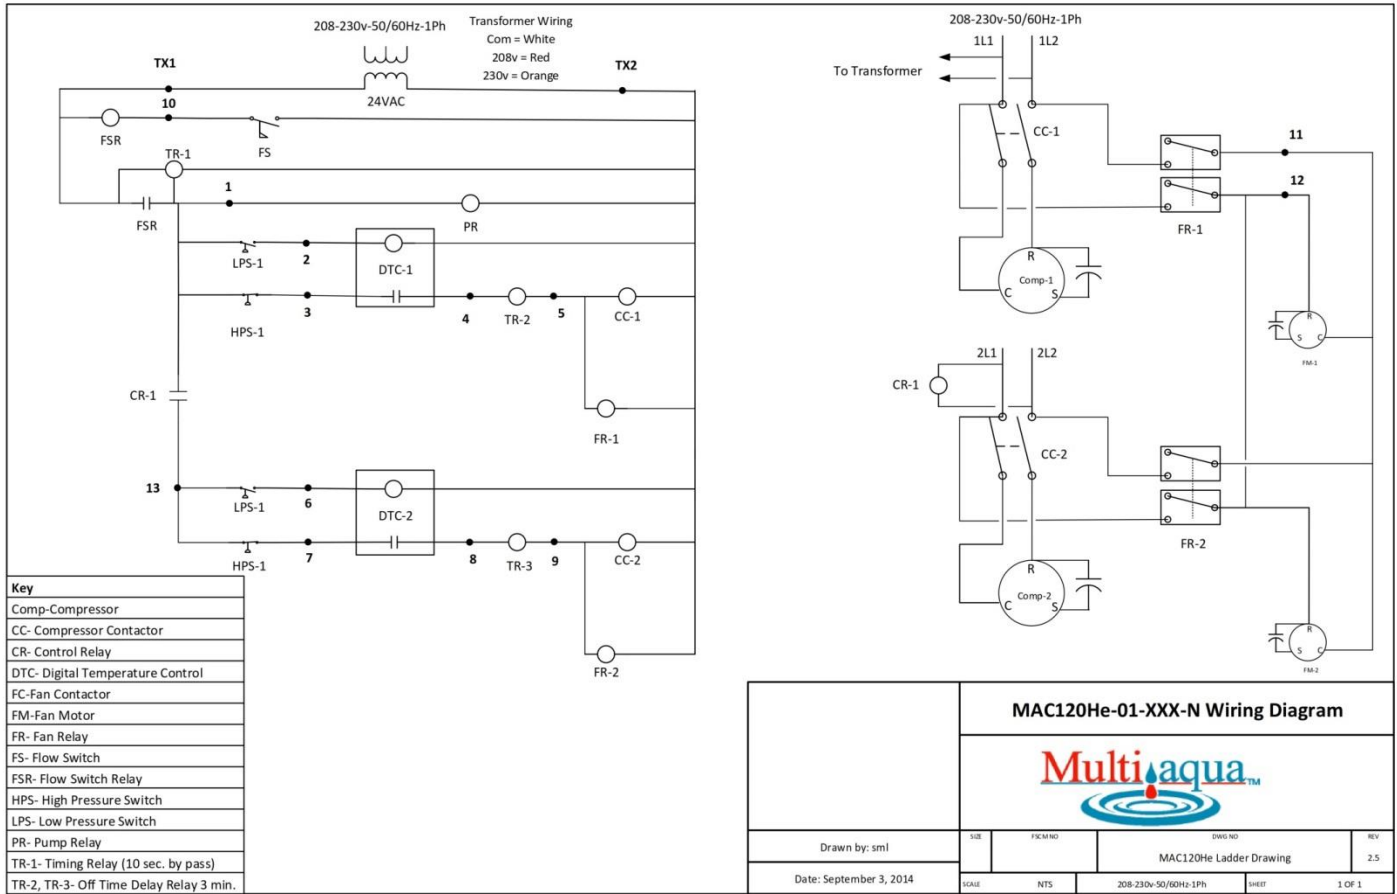 208-230v-50/60Hz-1Ph
Transformer Wiring
Com = White
208v = Red
230v = Orange
TX1
TX2
24VAC
10
FSR
FS
TR-1
1
FSR
PR
LPS-1
2
DTC-1
HPS-1
3
4
TR-2
5
CC-1
CR-1
FR-1
13
LPS-1
6
DTC-2
HPS-1
7
8
TR-3
9
CC-2
FR-2
208-230v-50/60Hz-1Ph
1L1
1L2
To Transformer
CC-1
11
12
FR-1
R
Comp-1
C
S
R
S
C
FM-1
2L1
2L2
CR-1
CC-2
FR-2
R
Comp-2
C
S
R
S
C
FM-2
Key
Comp-Compressor
CC- Compressor Contactor
CR- Control Relay
DTC- Digital Temperature Control
FC-Fan Contactor
FM-Fan Motor
FR- Fan Relay
FS- Flow Switch
FSR- Flow Switch Relay
HPS- High Pressure Switch
LPS- Low Pressure Switch
PR- Pump Relay
TR-1- Timing Relay (10 sec. by pass)
TR-2, TR-3- Off Time Delay Relay 3 min.
MAC120He-01-XXX-N Wiring Diagram
Multiaqua TM
Drawn by: sml
Date: September 3, 2014
SIZE
FSCM NO
DWG NO
MAC120He Ladder Drawing
REV
2.5
SCALE
NTS
208-230v-50/60Hz-1Ph
SHEET
1 OF 1